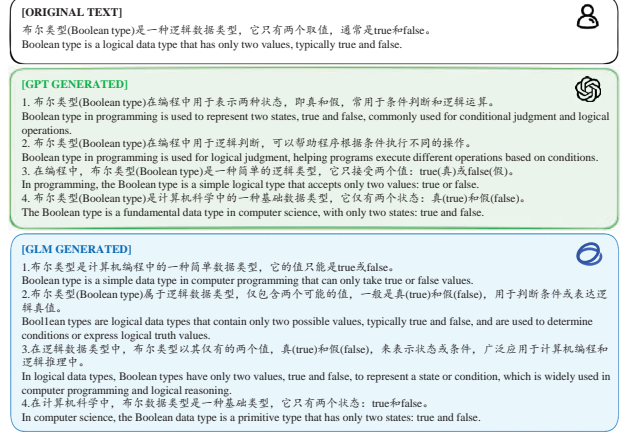 [ORIGINAL TEXT]
布尔类型(Boolean type)是一种逻辑数据类型，它只有两个取值，通常是true和false。
Boolean type is a logical data type that has only two values, typically true and false.
[GPT GENERATED]
1. 布尔类型(Boolean type)在编程中用于表示两种状态，即真和假，常用于条件判断和逻辑运算。
Boolean type in programming is used to represent two states, true and false, commonly used for conditional judgment and logical
operations.
2. 布尔类型(Boolean type)在编程中用于逻辑判断，可以帮助程序根据条件执行不同的操作。
Boolean type in programming is used for logical judgment, helping programs execute different operations based on conditions.
3. 在编程中，布尔类型(Boolean type)是一种简单的逻辑类型，它只接受两个值：true(真)或false(假)。
In programming, the Boolean type is a simple logical type that accepts only two values: true or false.
4. 布尔类型(Boolean type)是计算机科学中的一种基础数据类型，它仅有两个状态：真(true)和假(false)。
The Boolean type is a fundamental data type in computer science, with only two states: true and false.
[GLM GENERATED]
1.布尔类型是计算机编程中的一种简单数据类型，它的值只能是true或false。
Boolean type is a simple data type in computer programming that can only take true or false values.
2.布尔类型(Boolean type)属于逻辑数据类型，仅包含两个可能的值，一般是真(true)和假(false)，用于判断条件或表达逻
辑真值。
Bool1ean types are logical data types that contain only two possible values, typically true and false, and are used to determine
conditions or express logical truth values.
3.在逻辑数据类型中，布尔类型以其仅有的两个值，真(true)和假(false)，来表示状态或条件，广泛应用于计算机编程和
逻辑推理中。
In logical data types, Boolean types have only two values, true and false, to represent a state or condition, which is widely used in
computer programming and logical reasoning.
4.在计算机科学中，布尔数据类型是一种基础类型，它只有两个状态：true和false。
In computer science, the Boolean data type is a primitive type that has only two states: true and false.